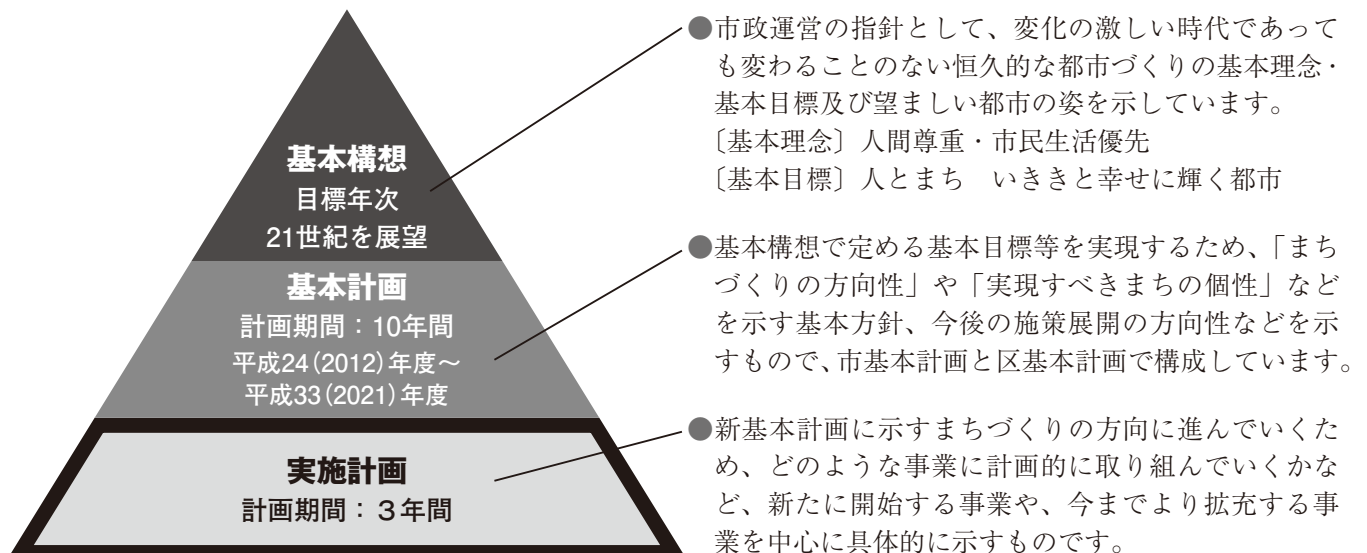 基本構想
目標年次
21世紀を展望
基本計画
計画期間：10年間
平成24（2012）年度～
平成33（2021）年度
実施計画
計画期間：３年間
●市政運営の指針として、変化の激しい時代であって
も変わることのない恒久的な都市づくりの基本理念・
基本目標及び望ましい都市の姿を示しています。
〔基本理念〕人間尊重・市民生活優先
〔基本目標〕人とまち　いきいきと幸せに輝く都市
●基本構想で定める基本目標等を実現するため、「まち
づくりの方向性」や「実現すべきまちの個性」など
を示す基本方針、今後の施策展開の方向性などを示
すもので、市基本計画と区基本計画で構成しています。
●新基本計画に示すまちづくりの方向に進んでいくた
め、どのような事業に計画的に取り組んでいくかな
ど、新たに開始する事業や、今までより拡充する事
業を中心に具体的に示すものです。